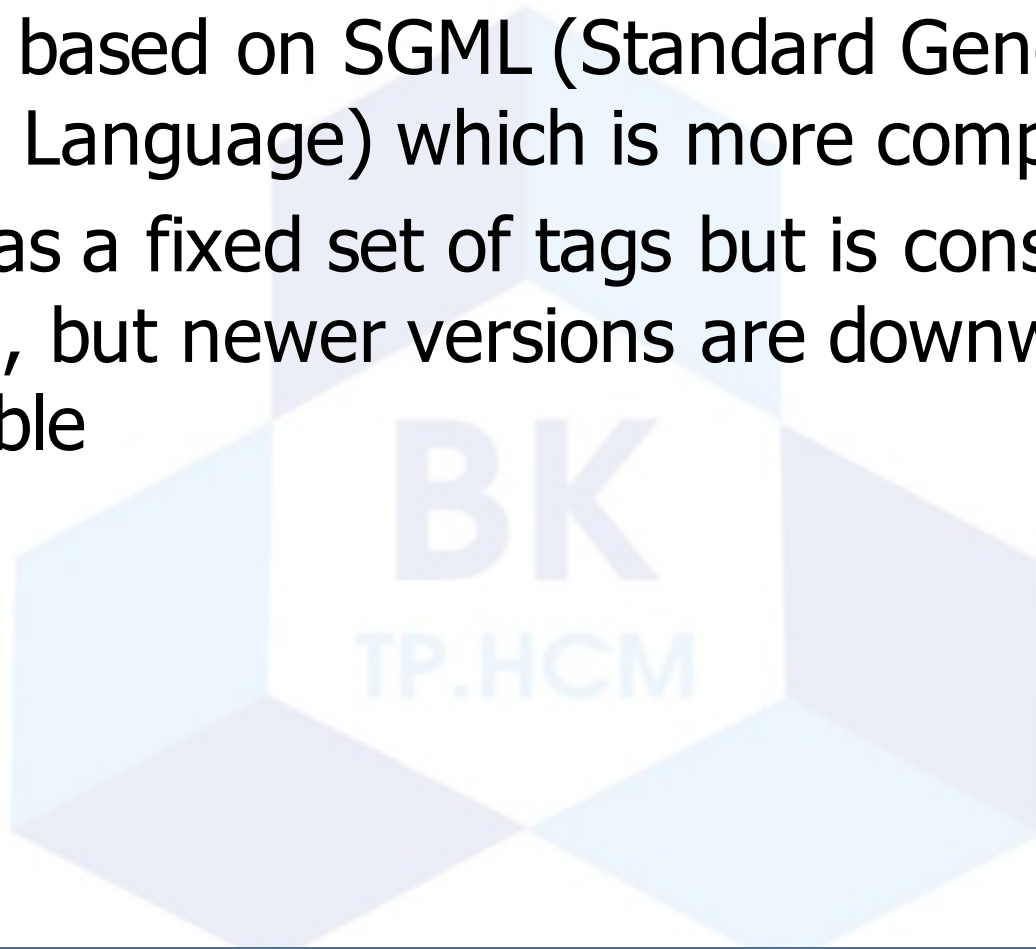 based on SGML (Standard Gen
Language) which is more comp
as a fixed set of tags but is cons
, but newer versions are downw
ble
BK
TP.HCM